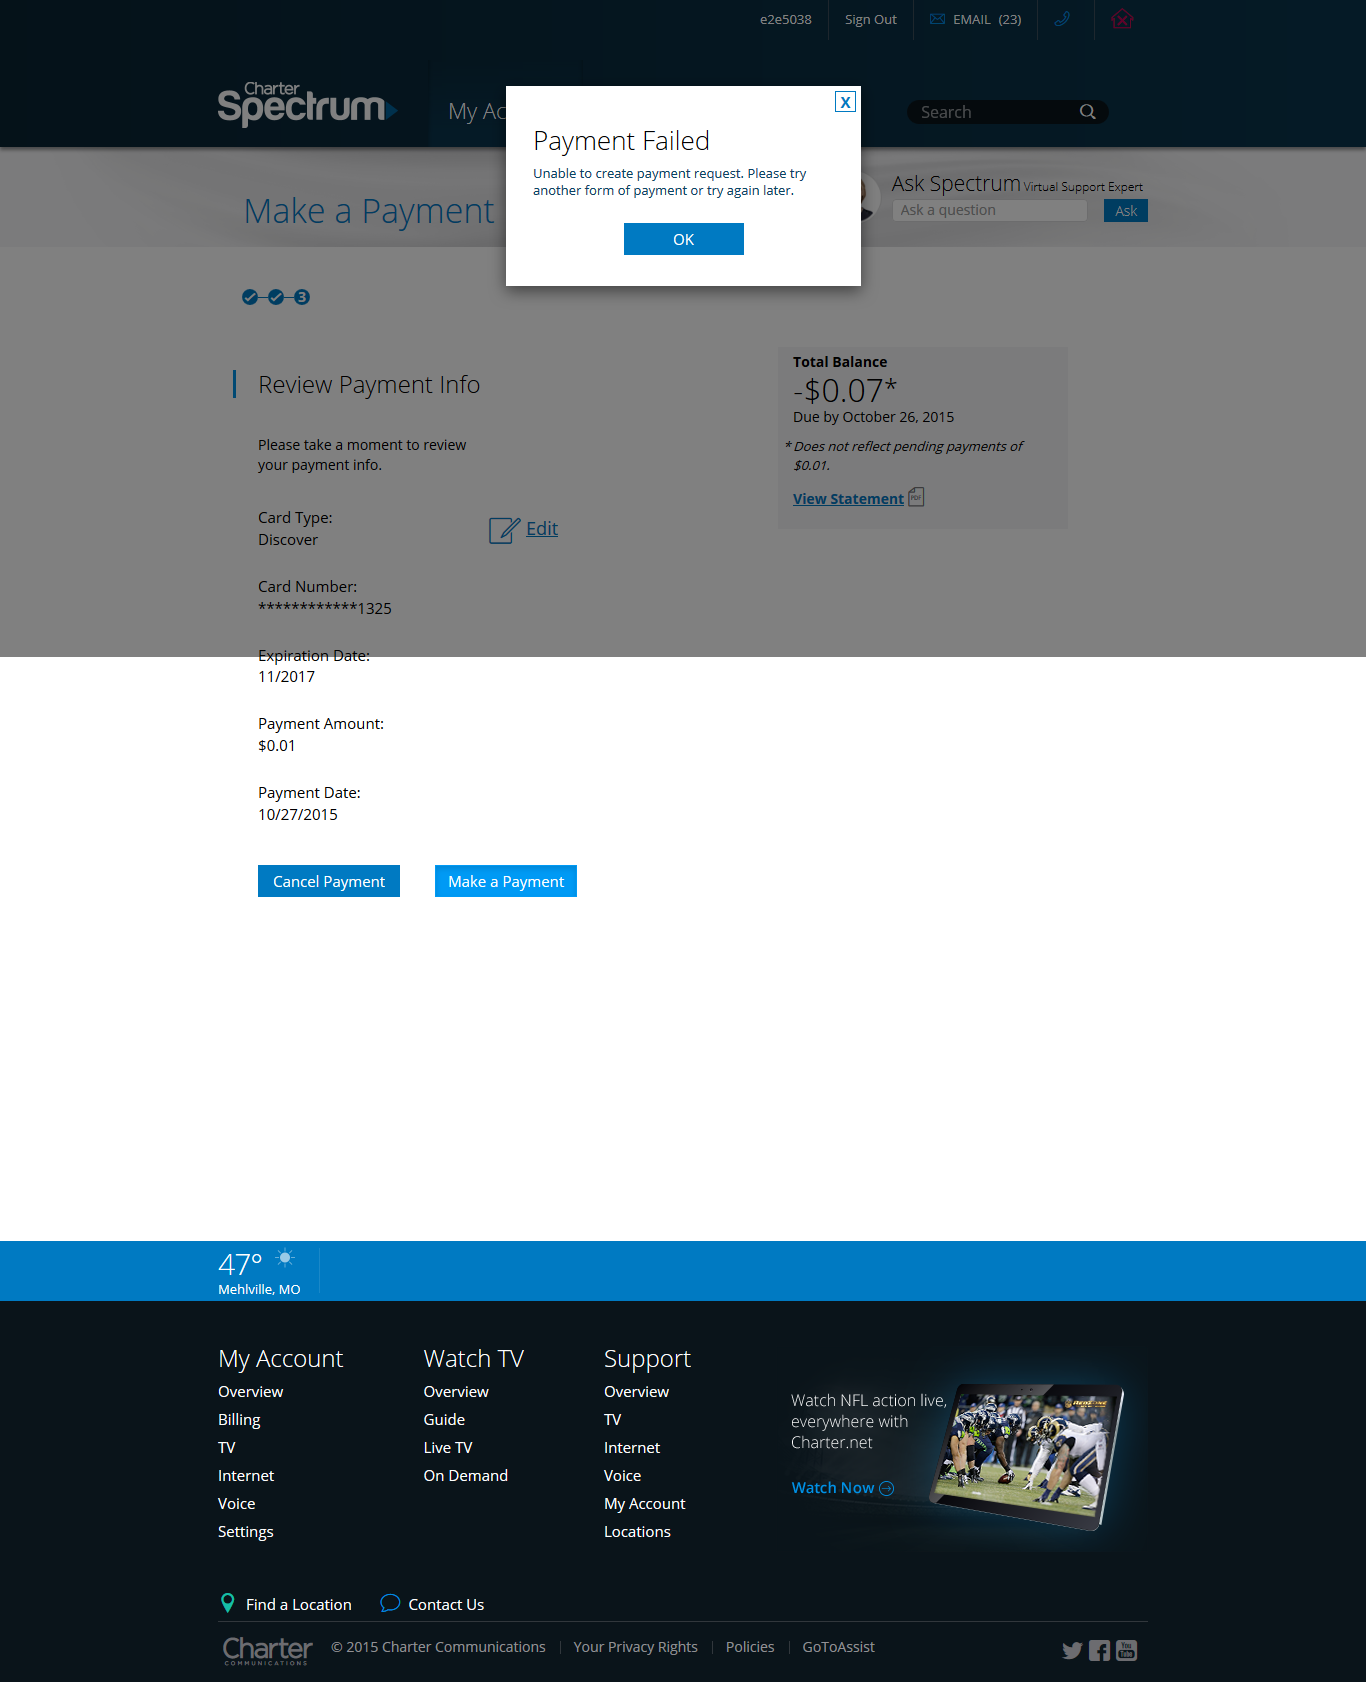 e2e5038
Sign Out
EMAIL (23)
Charter
Spectrum
My Ac
Search
X
Payment Failed
Unable to create payment request. Please try
another form of payment or try again later.
OK
Make a Payment
Ask Spectrum Virtual Support Expert
Ask a question
Ask
3
Review Payment Info
Please take a moment to review
your payment info.
Card Type:
Discover
Edit
Card Number:
************1325
Expiration Date:
11/2017
Payment Amount:
$0.01
Payment Date:
10/27/2015
Cancel Payment
Make a Payment
Total Balance
-$0.07*
Due by October 26, 2015
* Does not reflect pending payments of
$0.01.
View Statement
PDF
47°
Mehlville, MO
My Account
Overview
Billing
TV
Internet
Voice
Settings
Watch TV
Overview
Guide
Live TV
On Demand
Support
Overview
TV
Internet
Voice
My Account
Locations
Watch NFL action live,
everywhere with
Charter.net
Watch Now
Find a Location
Contact Us
Charter
COMMUNICATIONS
© 2015 Charter Communications
Your Privacy Rights
Policies
GoToAssist
You
Tube